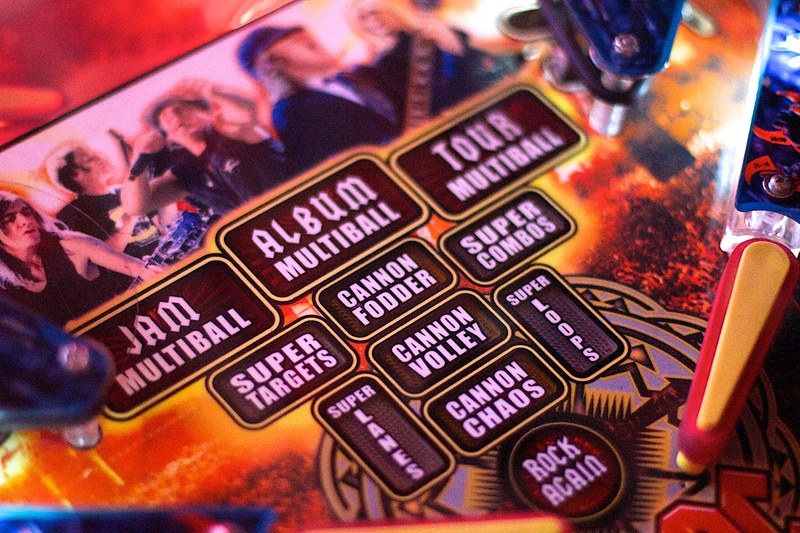 TOUR
MULTIBALL
ALBUM
MULTIBALL
JAM
MULTIBALL
SUPER
COMBOS
CANNON
FODDER
SUPER
TARGETS
SUPER
LOOPS
CANNON
VOLLEY
SUPER
LANES
CANNON
CHAOS
ROCK
AGAIN